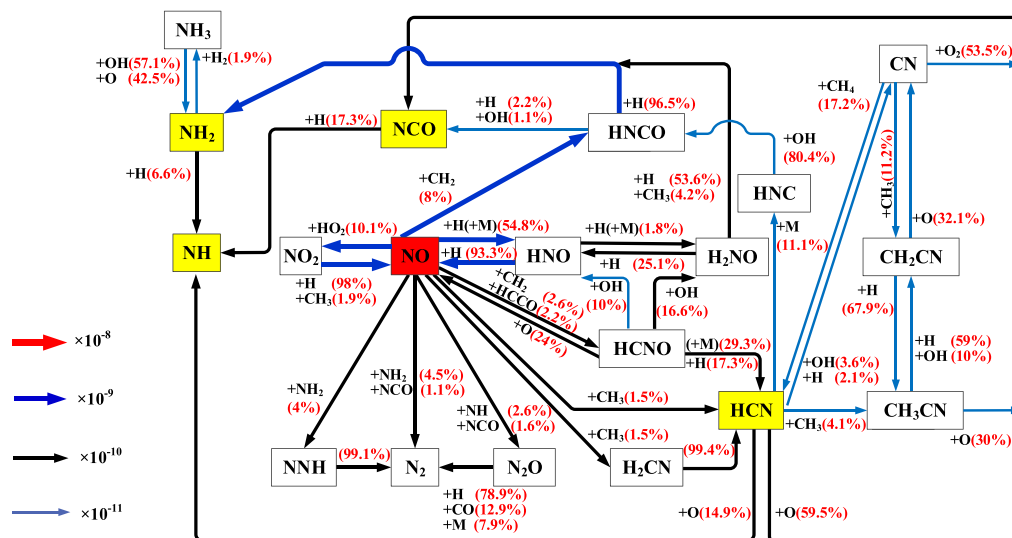 NH3
+OH(57.1%)
+O (42.5%)
+H2(1.9%)
NH2
+H(6.6%)
NH
+H(17.3%)
NCO
+H (2.2%)
+OH(1.1%)
+H(96.5%)
HNCO
+OH
(80.4%)
HNC
+M
(11.1%)
CN
+O2(53.5%)
+CH4
(17.2%)
+CH3(11.2%)
+O(32.1%)
CH2CN
+H
(67.9%)
+H (59%)
+OH(10%)
CH3CN
+O(30%)
+CH2
(8%)
+H (53.6%)
+CH3(4.2%)
+HO2(10.1%)
NO2
+H (98%)
+CH3(1.9%)
NO
+H(+M)(54.8%)
+H (93.3%)
HNO
+H(+M)(1.8%)
+H (25.1%)
H2NO
+CH2 (2.6%)
+HCCO(2.2%)
+O(24%)
+OH
(10%)
+OH
(16.6%)
HCNO
(+M)(29.3%)
+H(17.3%)
+OH(3.6%)
+H (2.1%)
HCN
+CH3(4.1%)
+NH2
(4%)
+NH2 (4.5%)
+NCO(1.1%)
+NH (2.6%)
+NCO (1.6%)
+CH3(1.5%)
+CH3(1.5%)
NNH
(99.1%)
N2
N2O
H2CN
(99.4%)
+H (78.9%)
+CO(12.9%)
+M (7.9%)
+O(14.9%)
+O(59.5%)
×10-8
×10-9
×10-10
×10-11